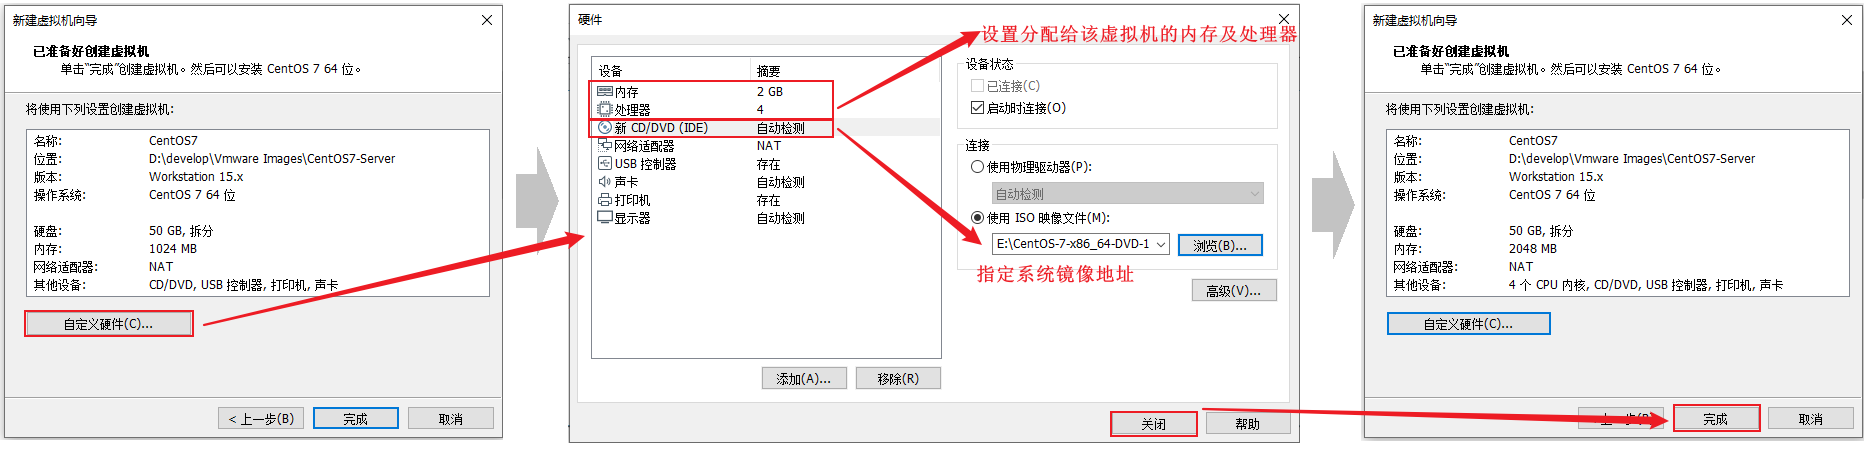 新建虚拟机向导
已准备好创建虚拟机
单击“完成”创建虚拟机。然后可以安装 CentOS 7 64 位。
将使用下列设置创建虚拟机:
名称: CentOS7
位置: D:\develop\Vmware Images\CentOS7-Server
版本: Workstation 15.x
操作系统: CentOS 7 64 位
硬盘: 50 GB, 拆分
内存: 1024 MB
网络适配器: NAT
其他设备: CD/DVD, USB 控制器, 打印机, 声卡
自定义硬件(C)...
< 上一步(B)
完成
取消
硬件
设备 摘要
内存 2 GB
处理器 4
新 CD/DVD (IDE) 自动检测
网络适配器 NAT
USB 控制器 存在
声卡 自动检测
打印机 存在
显示器 自动检测
添加(A)...
移除(R)
设置分配给该虚拟机的内存及处理器
设备状态
已连接(C)
启动时连接(O)
连接
使用物理驱动器(P):
自动检测
使用 ISO 映像文件(M):
E:\CentOS-7-x86_64-DVD-1
浏览(B)...
指定系统镜像地址
高级(V)...
关闭
帮助
新建虚拟机向导
已准备好创建虚拟机
单击“完成”创建虚拟机。然后可以安装 CentOS 7 64 位。
将使用下列设置创建虚拟机:
名称: CentOS7
位置: D:\develop\Vmware Images\CentOS7-Server
版本: Workstation 15.x
操作系统: CentOS 7 64 位
硬盘: 50 GB, 拆分
内存: 2048 MB
网络适配器: NAT
其他设备: 4 个 CPU 内核, CD/DVD, USB 控制器, 打印机, 声卡
自定义硬件(C)...
上一步(B)
完成
取消